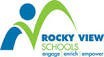 ROCKY VIEW
SCHOOLS
engage | enrich | empower